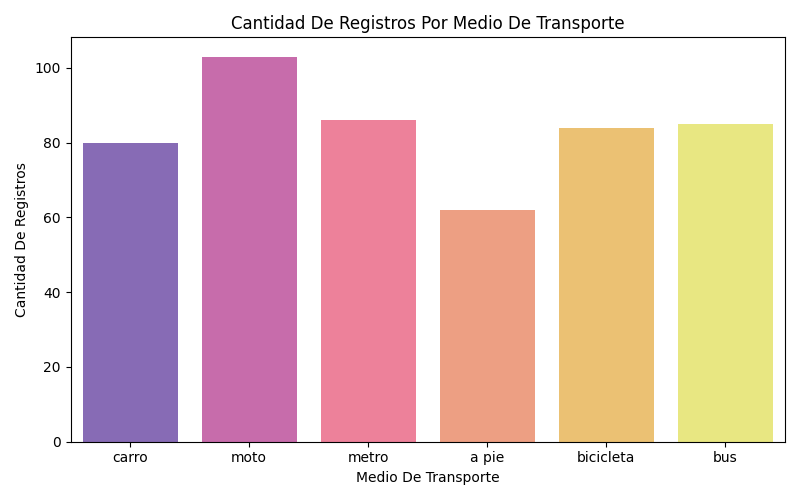 Cantidad De Registros Por Medio De Transporte
Cantidad De Registros
100
80
60
40
20
0
carro moto metro a pie bicicleta bus
Medio De Transporte